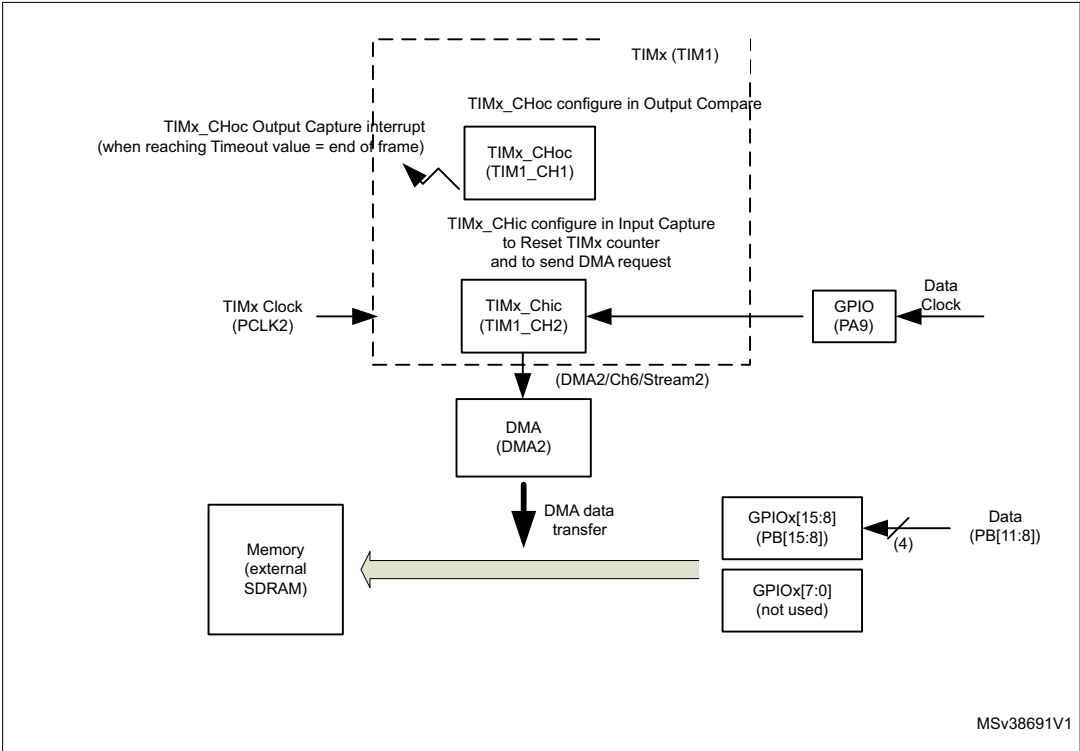 TIMx (TIM1)
TIMx_CHoc configure in Output Compare
TIMx_CHoc Output Capture interrupt
(when reaching Timeout value = end of frame)
TIMx_CHoc
(TIM1_CH1)
TIMx_CHic configure in Input Capture
to Reset TIMx counter
and to send DMA request
TIMx Clock
(PCLK2)
TIMx_Chic
(TIM1_CH2)
GPIO
(PA9)
Data
Clock
(DMA2/Ch6/Stream2)
DMA
(DMA2)
DMA data
transfer
Memory
(external
SDRAM)
GPIOx[15:8]
(PB[15:8])
(4)
Data
(PB[11:8])
GPIOx[7:0]
(not used)
MSv38691V1